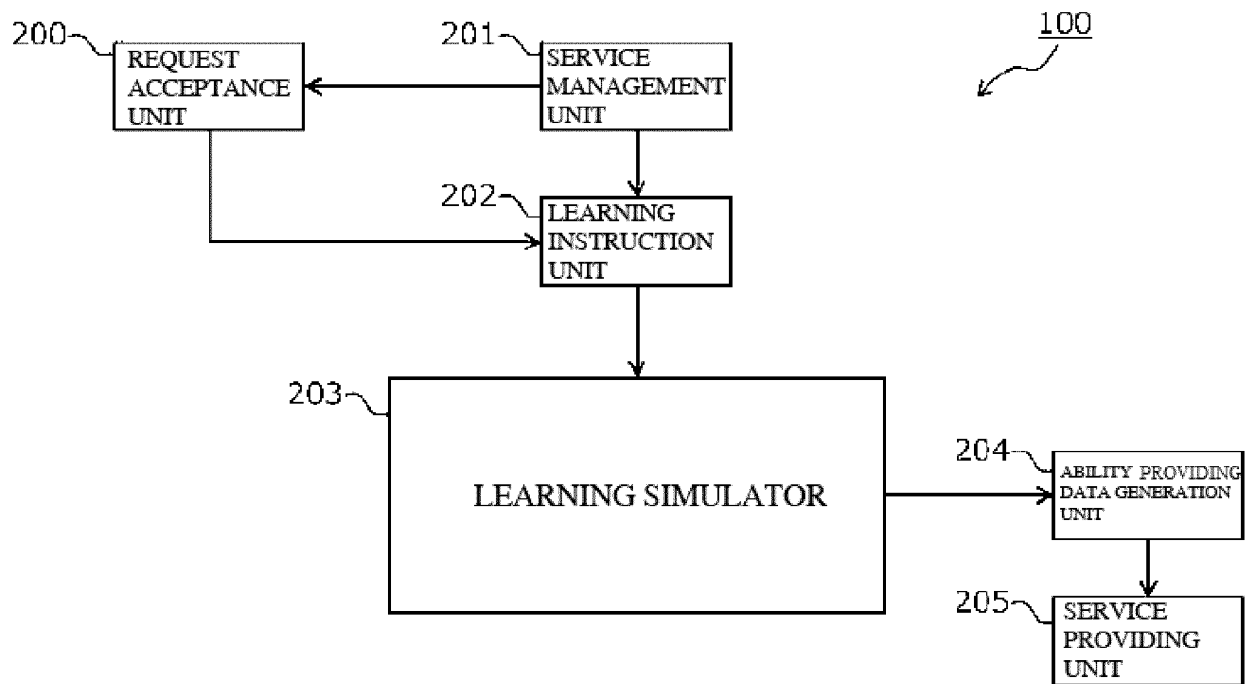 200
REQUEST
ACCEPTANCE
UNIT
201
SERVICE
MANAGEMENT
UNIT
100
202
LEARNING
INSTRUCTION
UNIT
203
LEARNING SIMULATOR
204
ABILITY PROVIDING
DATA GENERATION
UNIT
205
SERVICE
PROVIDING
UNIT